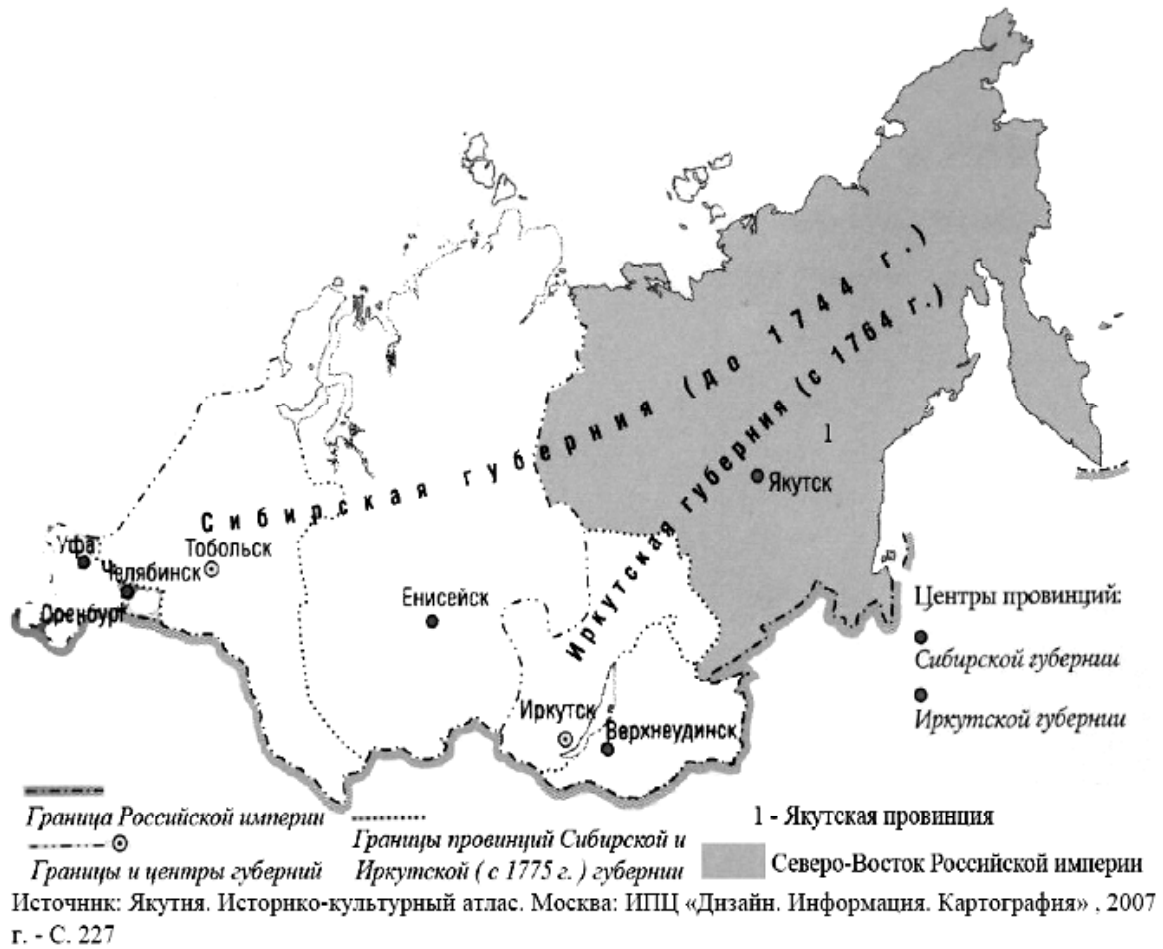 Сибирская губерния (до 1744 г.)
Иркутская губерния (с 1764 г.)
1
Якутск
Уфа
Тобольск
Челябинск
Оренбург
Енисейск
Иркутск
Верхнеудинск
Центры провинций:
Сибирской губернии
Иркутской губернии
Граница Российской империи
Границы и центры губерний
Границы провинций Сибирской и
Иркутской ( с 1775 г. ) губернии
1 - Якутская провинция
Северо-Восток Российской империи
Источник: Якутия. Историко-культурный атлас. Москва: ИПЦ «Дизайн. Информация. Картография» , 2007
г. - С. 227